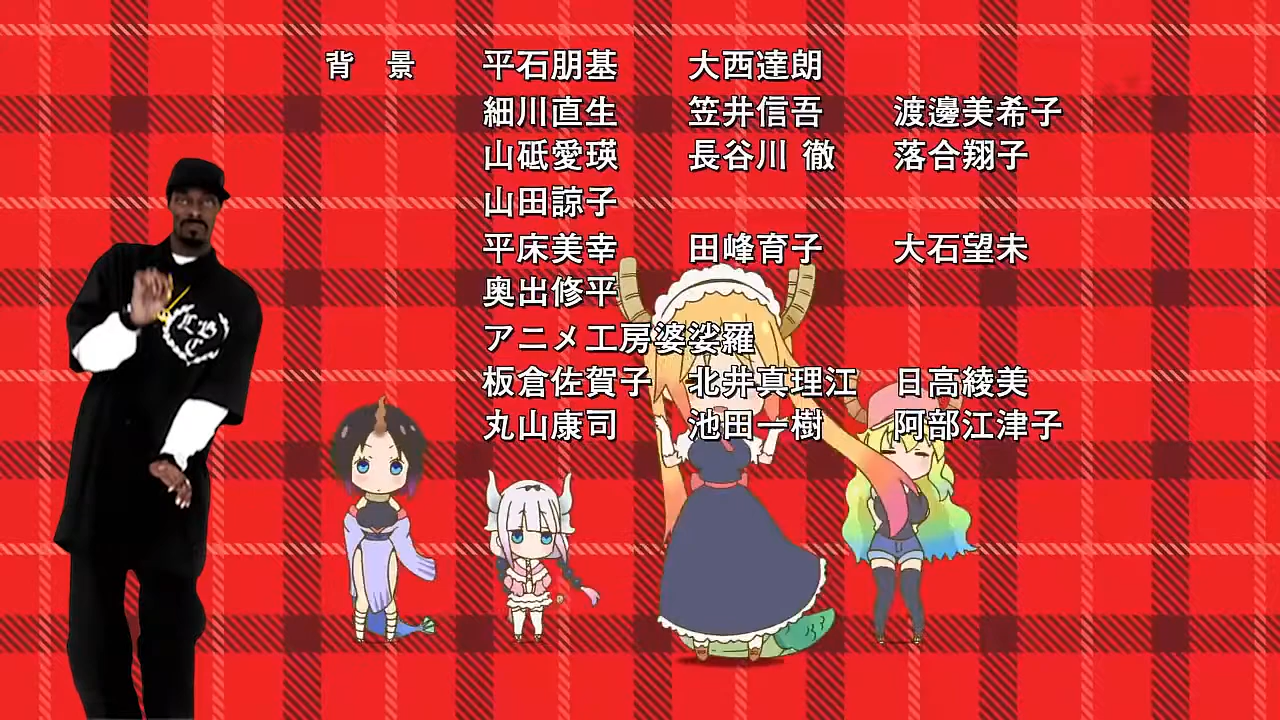 背　景　平石朋基　大西達朗
細川直生　笠井信吾　渡邊美希子
山砥愛瑛　長谷川 徹　落合翔子
山田諒子
平床美幸　田峰育子　大石望未
奥出修平
アニメ工房婆娑羅
板倉佐賀子　北井真理江　日高綾美
丸山康司　池田一樹　阿部江津子
LB
C